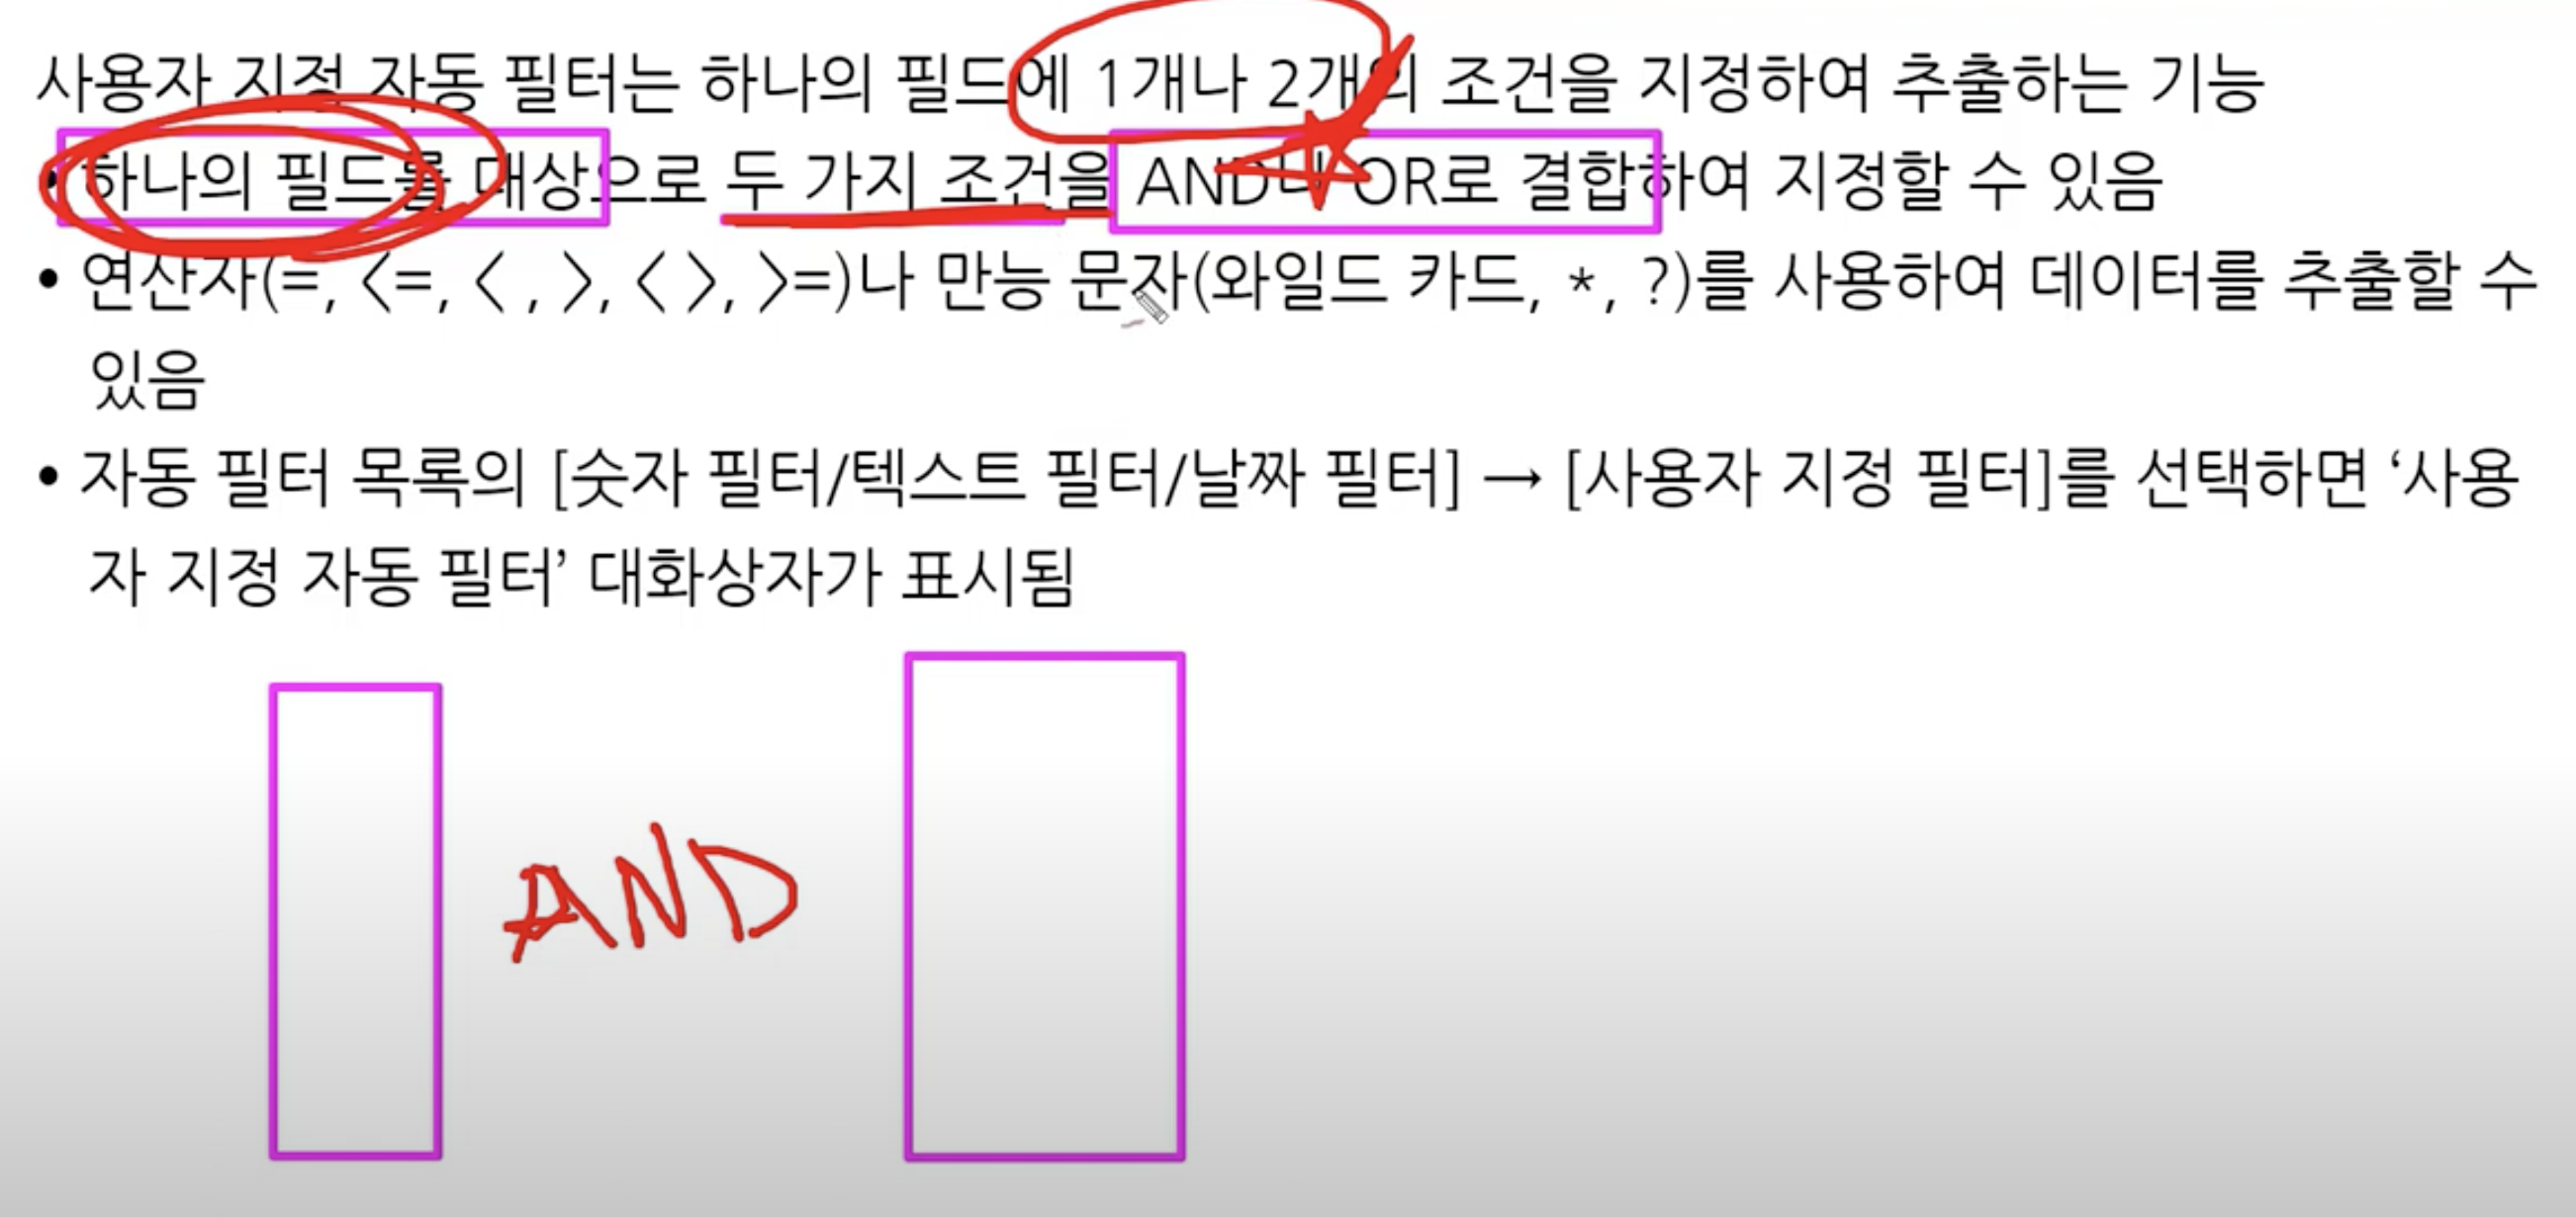 사용자 지정 자동 필터는 하나의 필드에 1개나 2개의 조건을 지정하여 추출하는 기능
• 하나의 필드를 대상으로 두 가지 조건을 AND나 OR로 결합하여 지정할 수 있음
• 연산자(=, <=, < , >, < >, >=)나 만능 문자(와일드 카드, *, ?)를 사용하여 데이터를 추출할 수
있음
• 자동 필터 목록의 [숫자 필터/텍스트 필터/날짜 필터] → [사용자 지정 필터]를 선택하면 ‘사용
자 지정 자동 필터’ 대화상자가 표시됨
AND